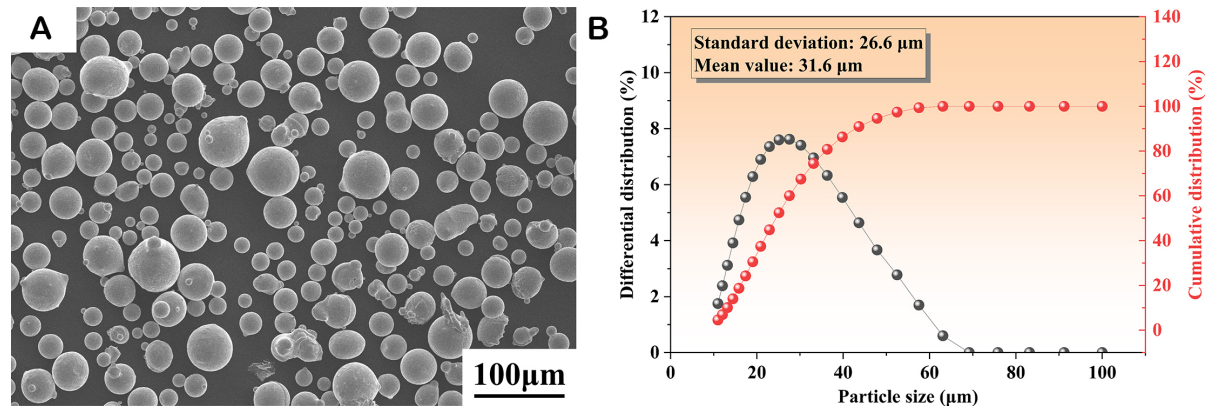 A
100μm
B
Standard deviation: 26.6 μm
Mean value: 31.6 μm
Differential distribution (%)
12
10
8
6
4
2
0
Cumulative distribution (%)
140
120
100
80
60
40
20
0
0 20 40 60 80 100
Particle size (μm)